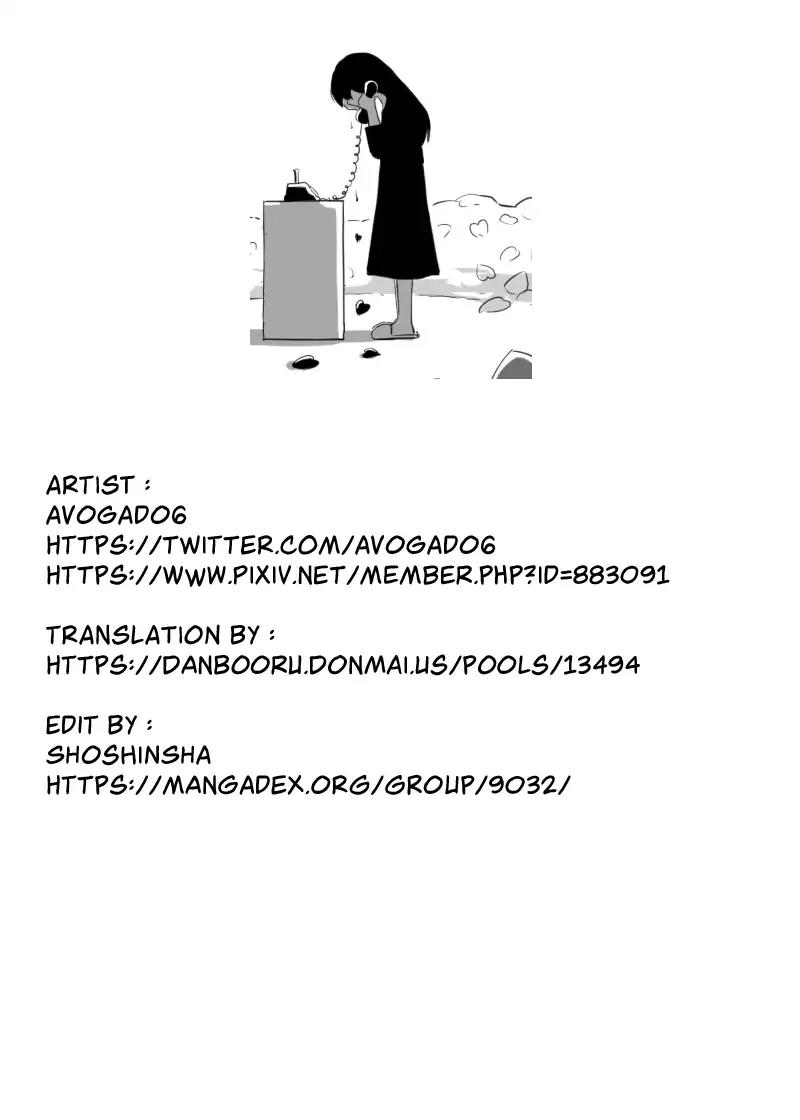 ARTIST :
AVOGADO6
HTTPS://TWITTER.COM/AVOGADO6
HTTPS://WWW.PIXIV.NET/MEMBER.PHP?ID=883091
TRANSLATION BY :
HTTPS://DANBOORU.DONMAI.US/POOLS/13494
EDIT BY :
SHOSHINSHA
HTTPS://MANGADEX.ORG/GROUP/9032/